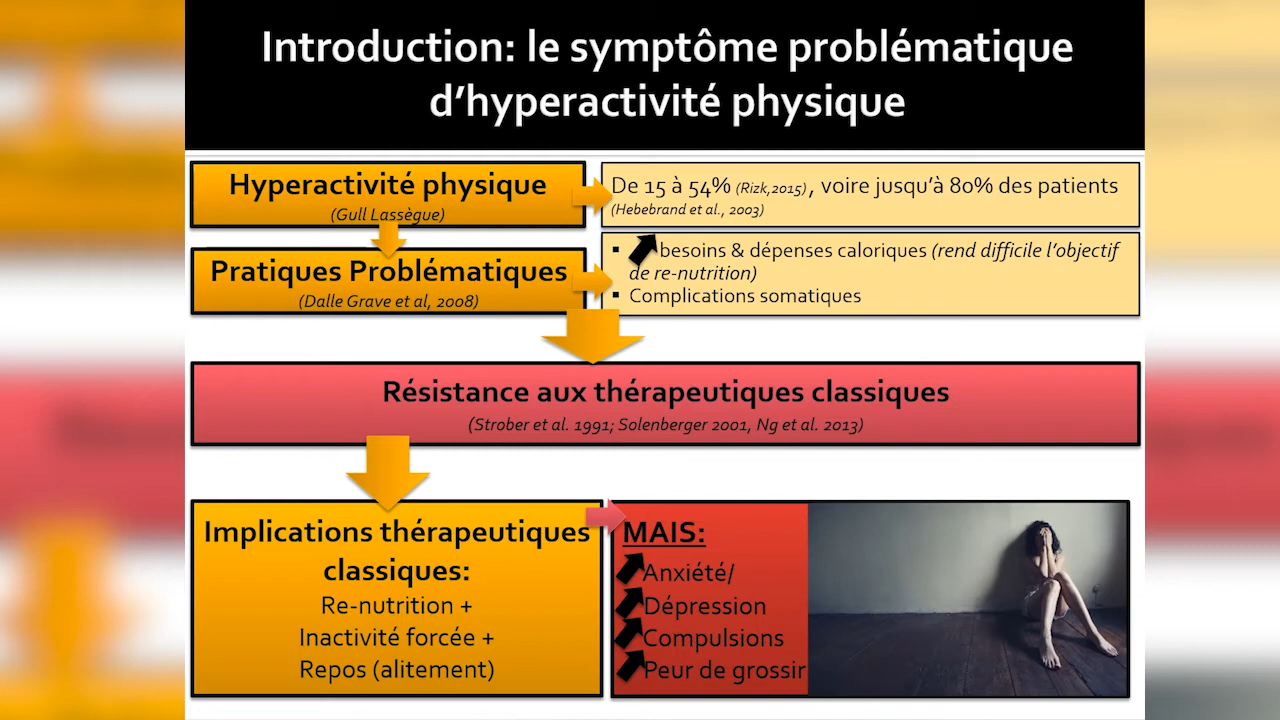 Introduction: le symptôme problématique
d'hyperactivité physique
Hyperactivité physique
(Gull Lassègue)
De 15 à 54% (Rizk,2015), voire jusqu'à 80% des patients
(Hebebrand et al., 2003)
Pratiques Problématiques
(Dalle Grave et al, 2008)
▪ besoins & dépenses caloriques (rend difficile l'objectif
de re-nutrition)
▪ Complications somatiques
Résistance aux thérapeutiques classiques
(Strober et al. 1991; Solenberger 2001, Ng et al. 2013)
Implications thérapeutiques
classiques:
Re-nutrition +
Inactivité forcée +
Repos (alitement)
MAIS:
Anxiété/
Dépression
Compulsions
Peur de grossir